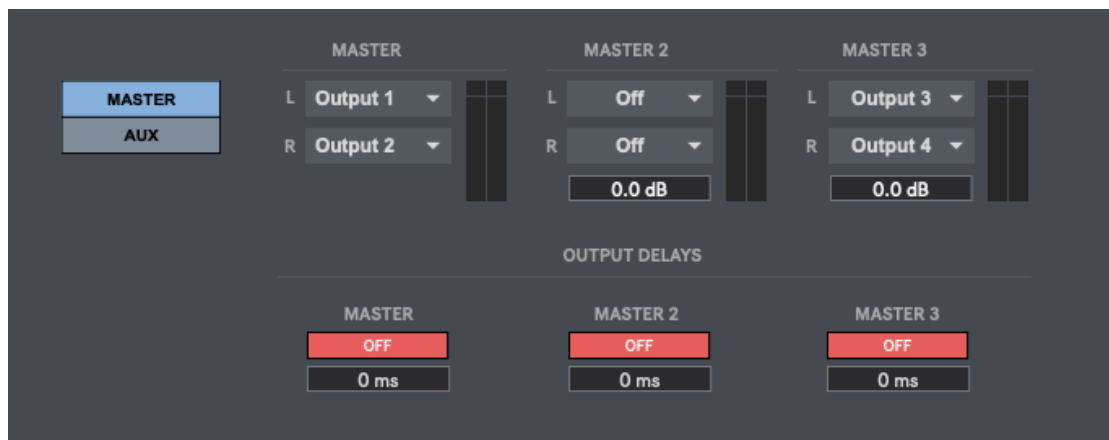 MASTER MASTER 2 MASTER 3
MASTER L Output 1 L Off L Output 3
AUX R Output 2 R Off R Output 4
0.0 dB 0.0 dB
OUTPUT DELAYS
MASTER MASTER 2 MASTER 3
OFF OFF OFF
0 ms 0 ms 0 ms